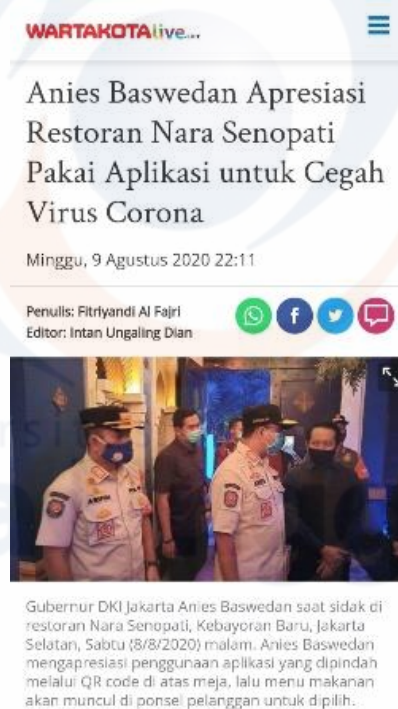 WARTAKOTAlive...
Anies Baswedan Apresiasi
Restoran Nara Senopati
Pakai Aplikasi untuk Cegah
Virus Corona
Minggu, 9 Agustus 2020 22:11
Penulis: Fitriyandi Al Fajri
Editor: Intan Ungaling Dian
Gubernur DKI Jakarta Anies Baswedan saat sidak di
restoran Nara Senopati, Kebayoran Baru, Jakarta
Selatan, Sabtu (8/8/2020) malam. Anies Baswedan
mengapresiasi penggunaan aplikasi yang dipindah
melalui QR code di atas meja, lalu menu makanan
akan muncul di ponsel pelanggan untuk dipilih.